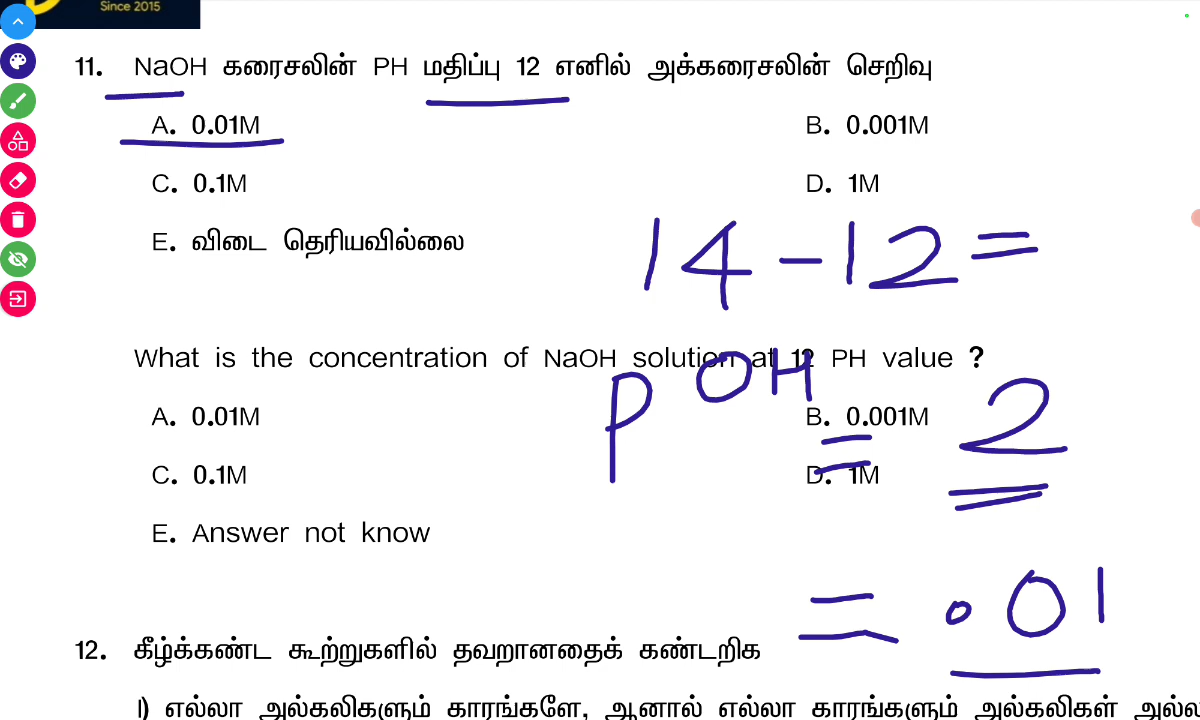 Since 2015
11. NaOH கரைசலின் PH மதிப்பு 12 எனில் அக்கரைசலின் செறிவு
A. 0.01M B. 0.001M
C. 0.1M D. 1M
E. விடை தெரியவில்லை
14 - 12 =
What is the concentration of NaOH solution at 12 PH value ?
POH = 2
A. 0.01M B. 0.001M
C. 0.1M D. 1M
E. Answer not know
= .01
12. கீழ்க்கண்ட கூற்றுகளில் தவறானதைக் கண்டறிக
I) எல்லா அல்கலிகளும் காரங்களே, ஆனால் எல்லா காரங்களும் அல்கலிகள்